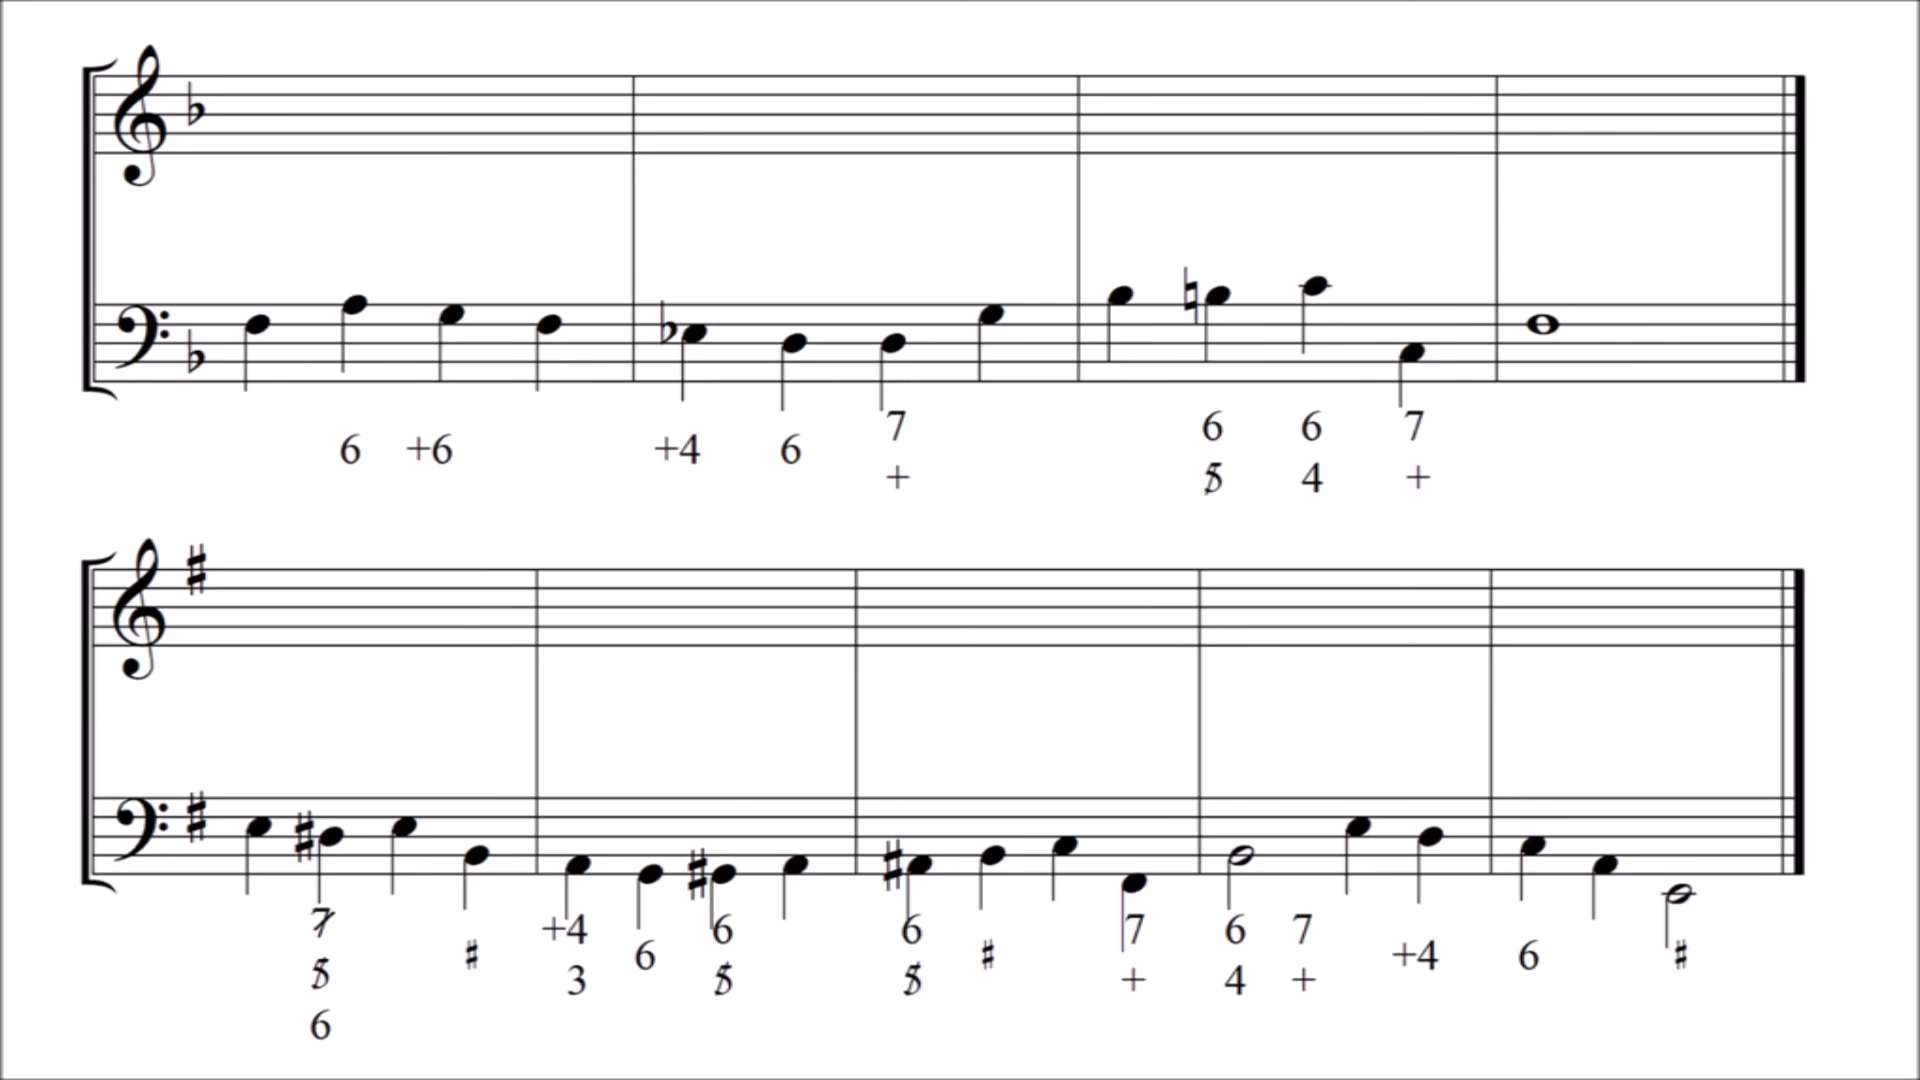 7
6 +6 +4 6 + 6 6 7
5̸ 4 +
7̸ +4 6 6 7 6 7
5̸ ♯ 3 6 5̸ 5̸ ♯ + 4 + +4 6 ♯
6